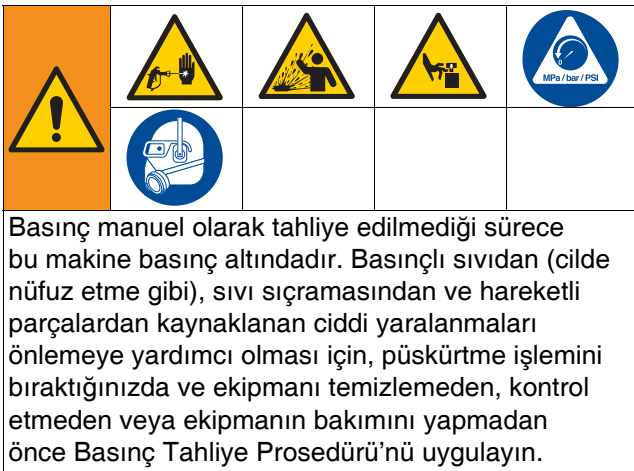 MPa/bar/PSI
Basınç manuel olarak tahliye edilmediği sürece
bu makine basınç altındadır. Basınçlı sıvıdan (cilde
nüfuz etme gibi), sıvı sıçramasından ve hareketli
parçalardan kaynaklanan ciddi yaralanmaları
önlemeye yardımcı olması için, püskürtme işlemini
bıraktığınızda ve ekipmanı temizlemeden, kontrol
etmeden veya ekipmanın bakımını yapmadan
önce Basınç Tahliye Prosedürü’nü uygulayın.